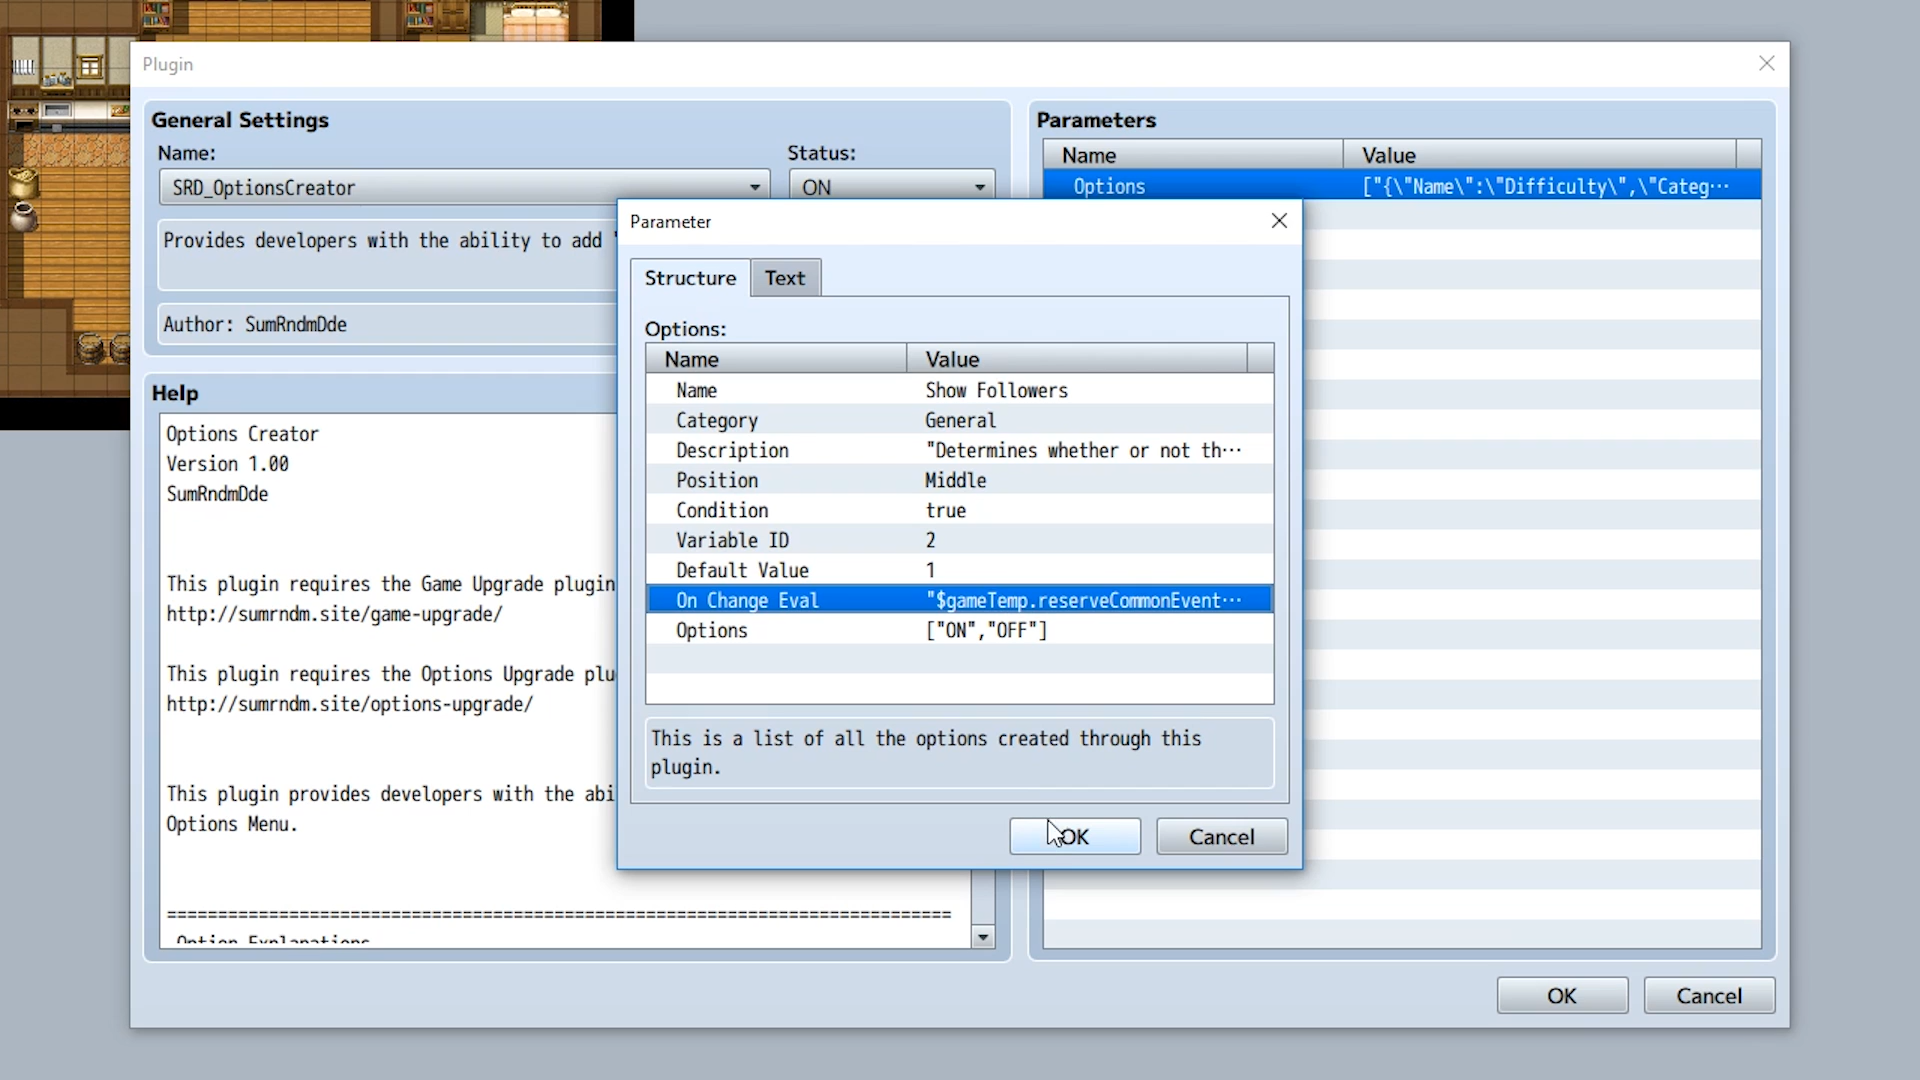 Plugin
General Settings
Name:
SRD_OptionsCreator
Status:
ON
Provides developers with the ability to add "
Author: SumRndmDde
Help
Options Creator
Version 1.00
SumRndmDde
This plugin requires the Game Upgrade plugin
http://sumrndm.site/game-upgrade/
This plugin requires the Options Upgrade plu
http://sumrndm.site/options-upgrade/
This plugin provides developers with the abi
Options Menu.
=============================================================================
Option Explanations
Parameters
Name Value
Options ["{\"Name\":\"Difficulty\",\"Categ…
Parameter
Structure Text
Options:
Name Value
Name Show Followers
Category General
Description "Determines whether or not th…
Position Middle
Condition true
Variable ID 2
Default Value 1
On Change Eval "$gameTemp.reserveCommonEvent…
Options ["ON","OFF"]
This is a list of all the options created through this
plugin.
OK Cancel
OK Cancel